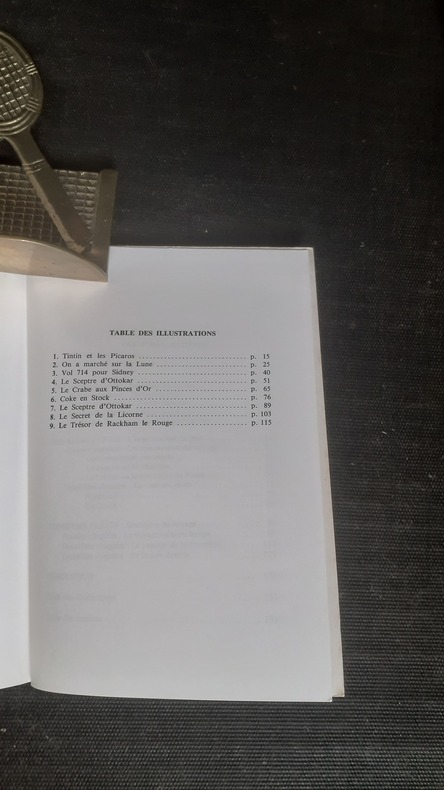 TABLE DES ILLUSTRATIONS
1. Tintin et les Picaros .............................. p. 15
2. On a marché sur la Lune ......................... p. 25
3. Vol 714 pour Sidney .............................. p. 40
4. Le Sceptre d'Ottokar .............................. p. 51
5. Le Crabe aux Pinces d'Or ......................... p. 65
6. Coke en Stock .................................... p. 76
7. Le Sceptre d'Ottokar .............................. p. 89
8. Le Secret de la Licorne ........................... p. 103
9. Le Trésor de Rackham le Rouge .................... p. 115